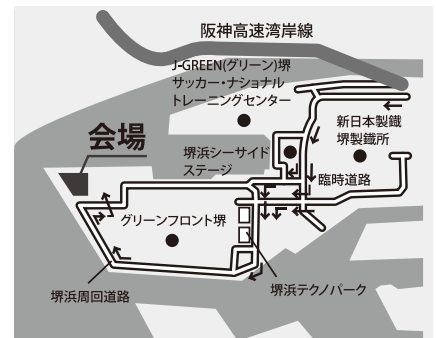 阪神高速湾岸線
J-GREEN(グリーン)堺
サッカー・ナショナル
トレーニングセンター
新日本製鐵
堺製鐵所
会場
堺浜シーサイド
ステージ
臨時道路
グリーンフロント堺
堺浜テクノパーク
堺浜周回道路